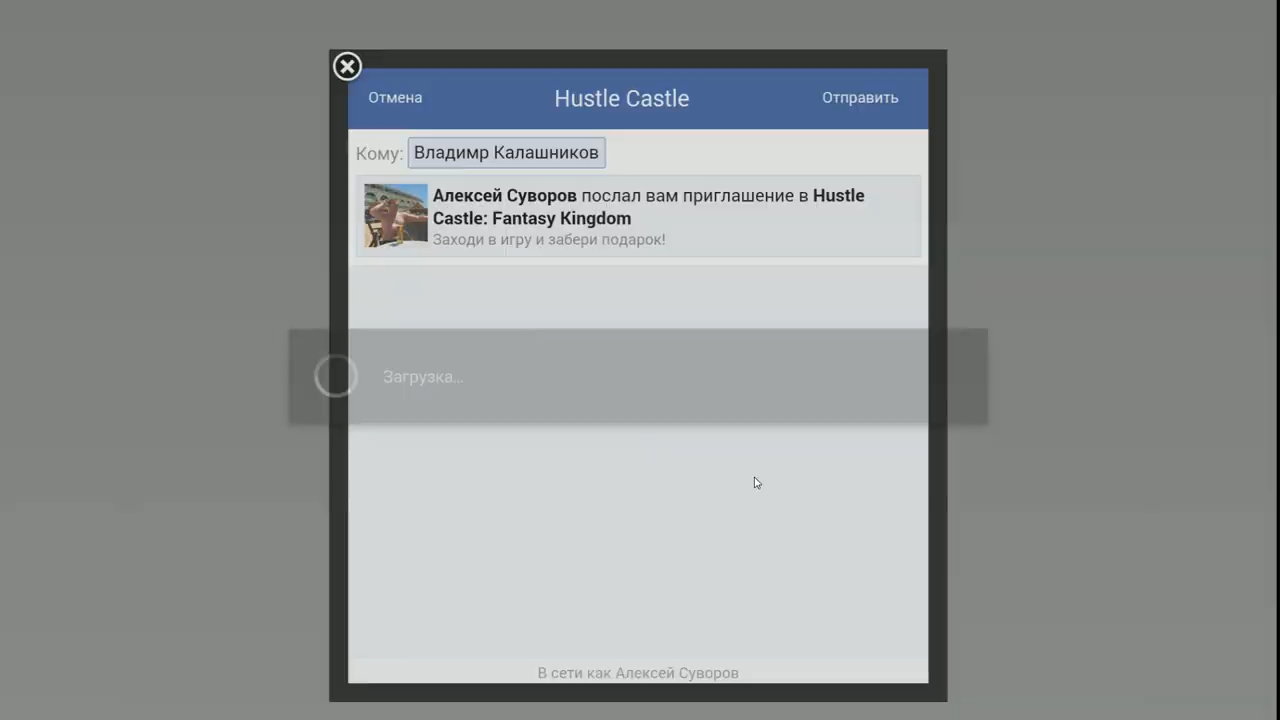 Отмена
Hustle Castle
Отправить
Кому: Владимр Калашников
Алексей Суворов послал вам приглашение в Hustle
Castle: Fantasy Kingdom
Заходи в игру и забери подарок!
Загрузка...
В сети как Алексей Суворов